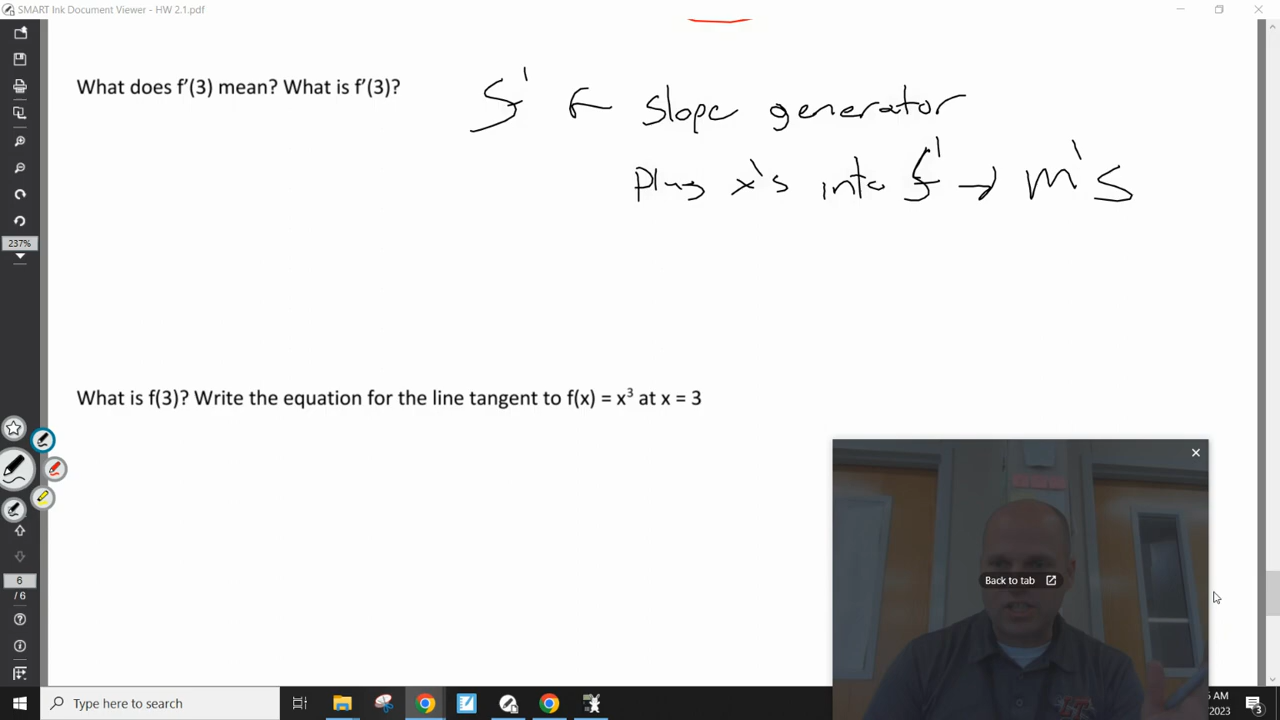 SMART Ink Document Viewer - HW 2.1.pdf
What does f'(3) mean? What is f'(3)?
f' ← slope generator
plug x's into f' → m's
237%
What is f(3)? Write the equation for the line tangent to f(x) = x³ at x = 3
Back to tab
6
/ 6
Type here to search
AM
/2023
3